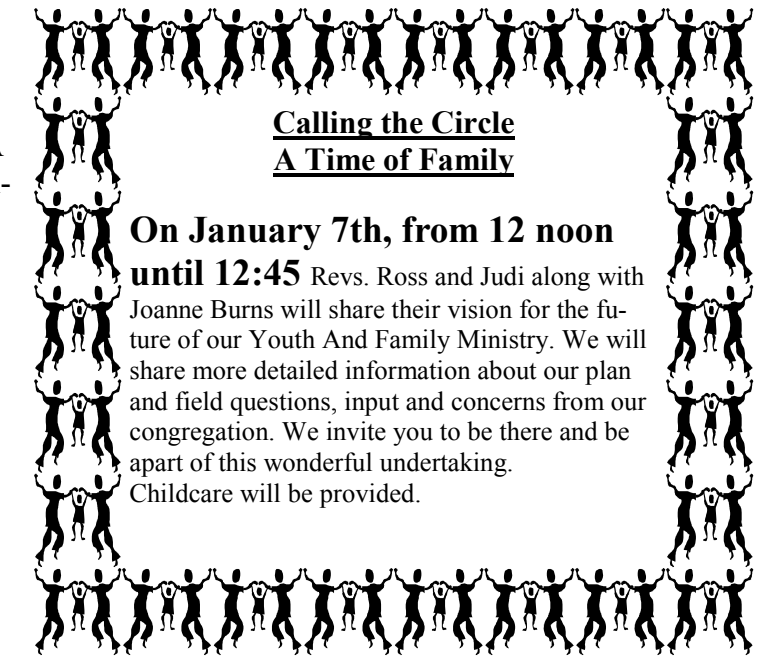 Calling the Circle
A Time of Family
On January 7th, from 12 noon
until 12:45 Revs. Ross and Judi along with
Joanne Burns will share their vision for the fu-
ture of our Youth And Family Ministry. We will
share more detailed information about our plan
and field questions, input and concerns from our
congregation. We invite you to be there and be
apart of this wonderful undertaking.
Childcare will be provided.